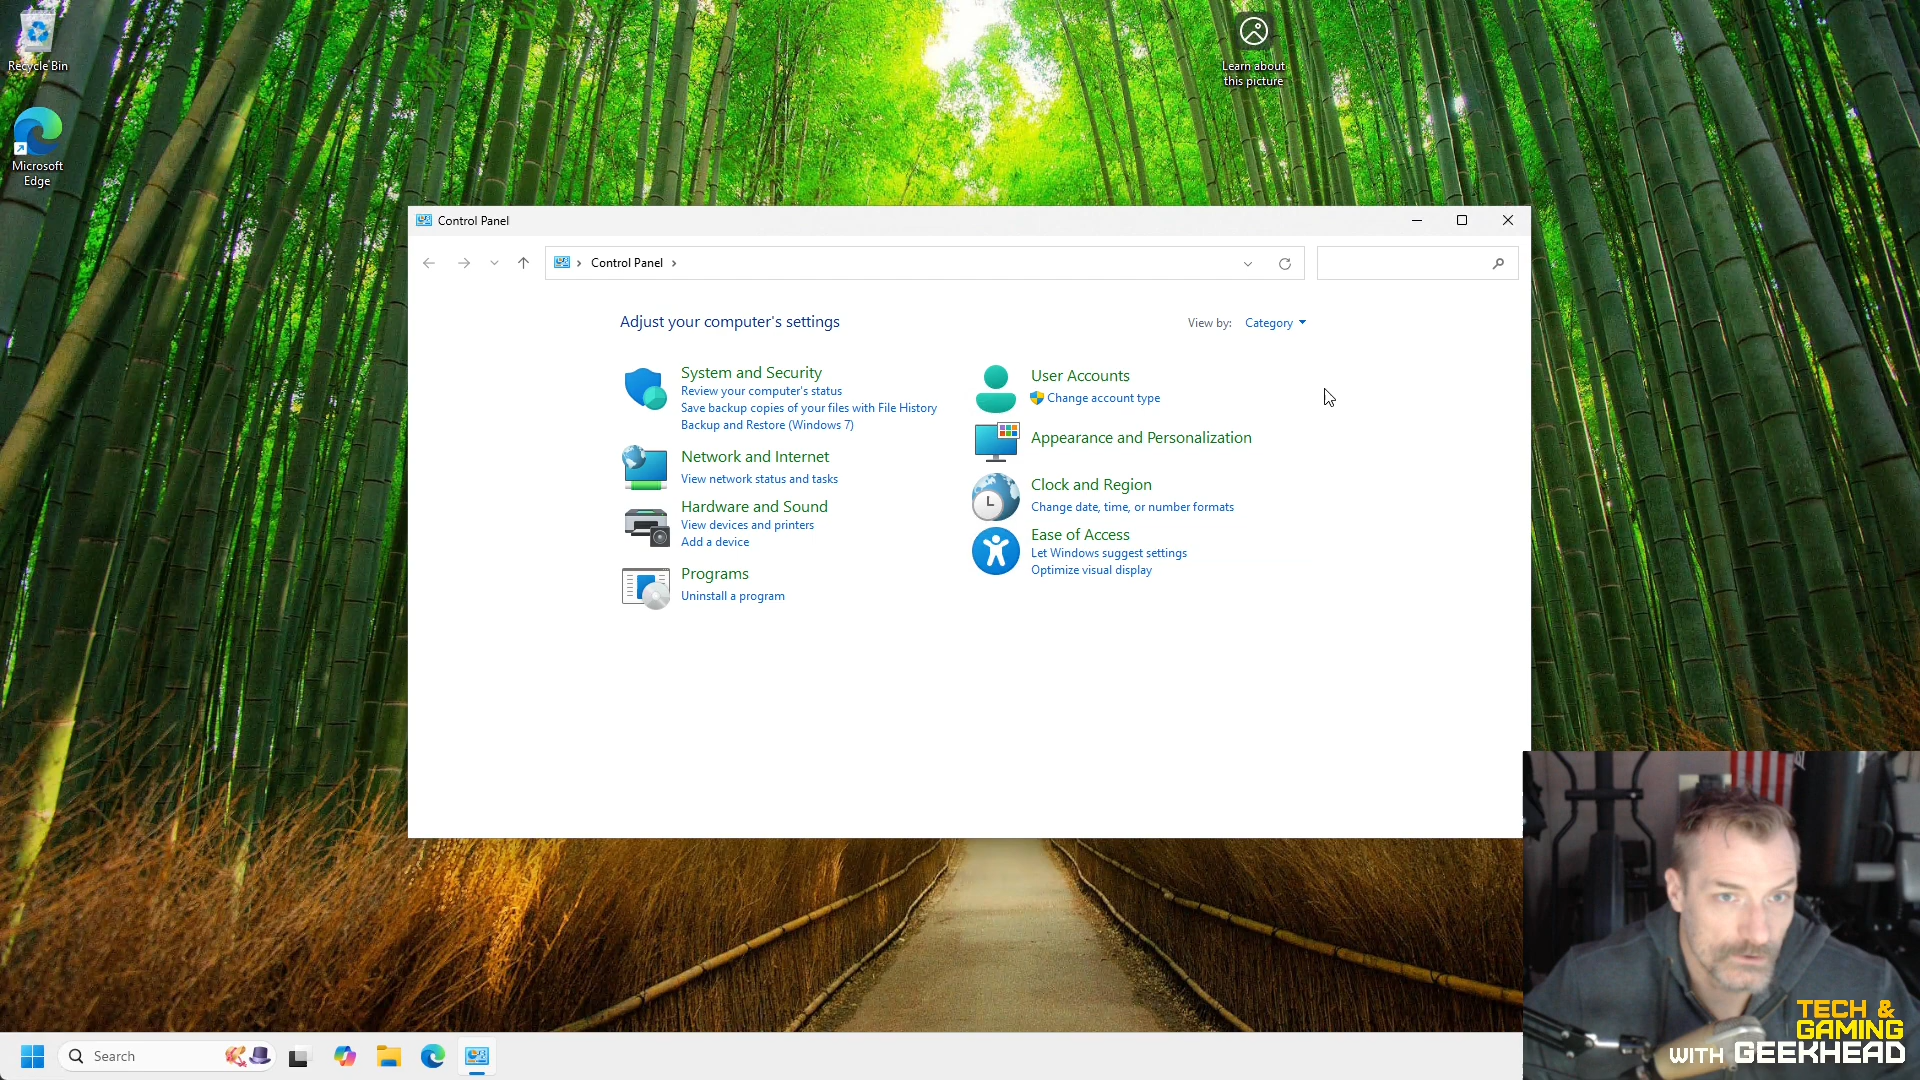 Recycle Bin
Microsoft
Edge
Learn about
this picture
Control Panel
Control Panel
Adjust your computer's settings
View by: Category
System and Security
Review your computer's status
Save backup copies of your files with File History
Backup and Restore (Windows 7)
Network and Internet
View network status and tasks
Hardware and Sound
View devices and printers
Add a device
Programs
Uninstall a program
User Accounts
Change account type
Appearance and Personalization
Clock and Region
Change date, time, or number formats
Ease of Access
Let Windows suggest settings
Optimize visual display
Search
TECH &
GAMING
WITH GEEKHEAD